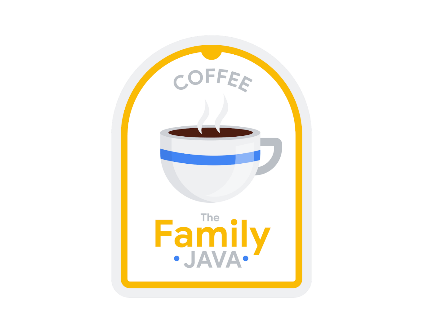 COFFEE
The
Family
• JAVA •